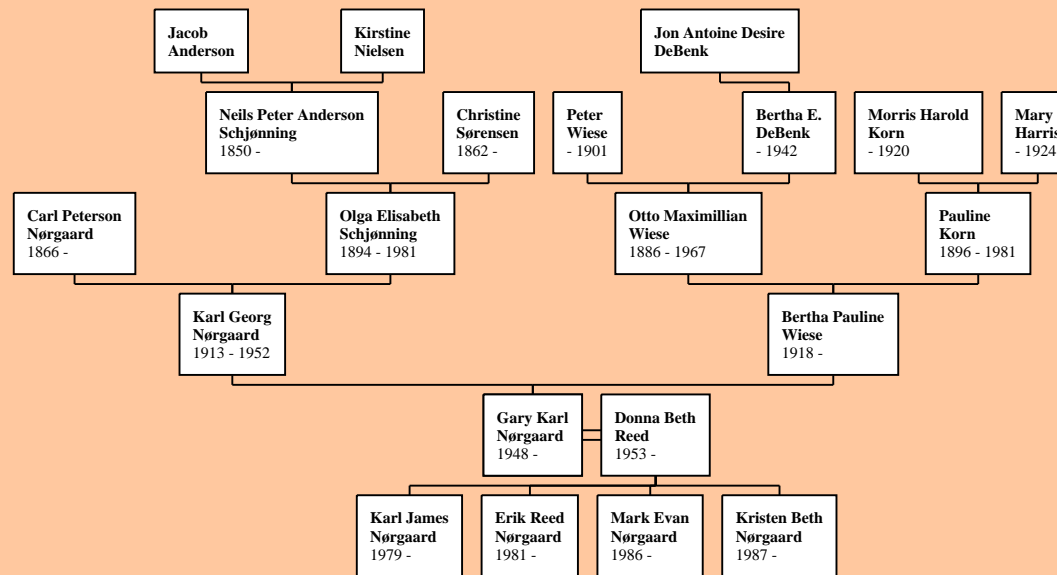 Jacob
Anderson
Kirstine
Nielsen
Jon Antoine Desire
DeBenk
Neils Peter Anderson
Schjønning
1850 -
Christine
Sørensen
1862 -
Peter
Wiese
- 1901
Bertha E.
DeBenk
- 1942
Morris Harold
Korn
- 1920
Mary
Harris
- 1924
Carl Peterson
Nørgaard
1866 -
Olga Elisabeth
Schjønning
1894 - 1981
Otto Maximillian
Wiese
1886 - 1967
Pauline
Korn
1896 - 1981
Karl Georg
Nørgaard
1913 - 1952
Bertha Pauline
Wiese
1918 -
Gary Karl
Nørgaard
1948 -
Donna Beth
Reed
1953 -
Karl James
Nørgaard
1979 -
Erik Reed
Nørgaard
1981 -
Mark Evan
Nørgaard
1986 -
Kristen Beth
Nørgaard
1987 -